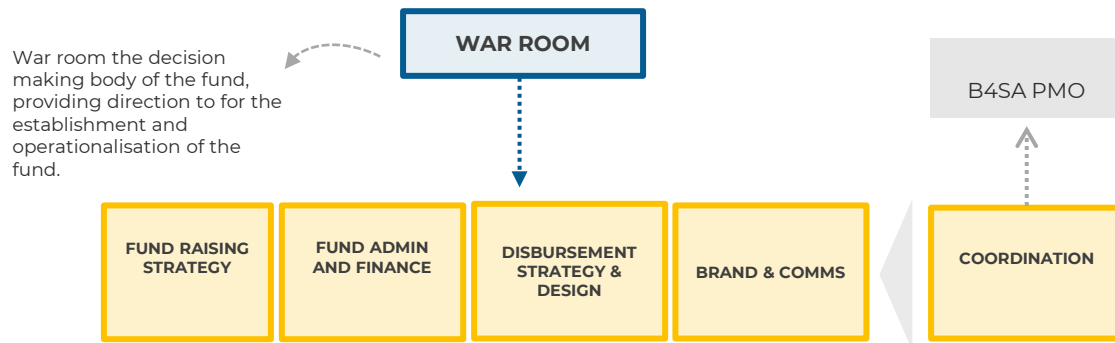 WAR ROOM
War room the decision
making body of the fund,
providing direction to for the
establishment and
operationalisation of the
fund.
B4SA PMO
FUND RAISING
STRATEGY
FUND ADMIN
AND FINANCE
DISBURSEMENT
STRATEGY &
DESIGN
BRAND & COMMS
COORDINATION